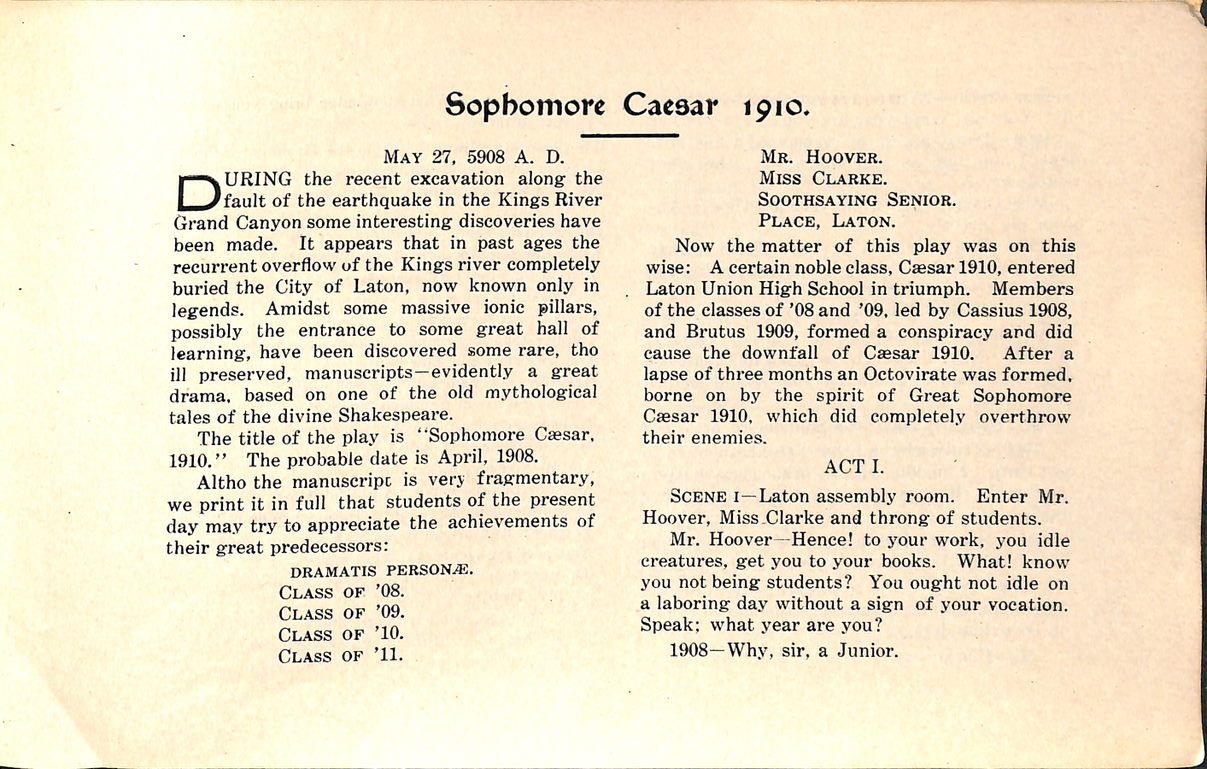 Sophomore Caesar 1910.
MAY 27, 5908 A. D.
DURING the recent excavation along the
fault of the earthquake in the Kings River
Grand Canyon some interesting discoveries have
been made. It appears that in past ages the
recurrent overflow of the Kings river completely
buried the City of Laton, now known only in
legends. Amidst some massive ionic pillars,
possibly the entrance to some great hall of
learning, have been discovered some rare, tho
ill preserved, manuscripts—evidently a great
drama, based on one of the old mythological
tales of the divine Shakespeare.
The title of the play is “Sophomore Cæsar,
1910.” The probable date is April, 1908.
Altho the manuscript is very fragmentary,
we print it in full that students of the present
day may try to appreciate the achievements of
their great predecessors:
DRAMATIS PERSONÆ.
CLASS OF '08.
CLASS OF '09.
CLASS OF '10.
CLASS OF '11.
MR. HOOVER.
MISS CLARKE.
SOOTHSAYING SENIOR.
PLACE, LATON.
Now the matter of this play was on this
wise: A certain noble class, Cæsar 1910, entered
Laton Union High School in triumph. Members
of the classes of '08 and '09, led by Cassius 1908,
and Brutus 1909, formed a conspiracy and did
cause the downfall of Cæsar 1910. After a
lapse of three months an Octovirate was formed,
borne on by the spirit of Great Sophomore
Cæsar 1910, which did completely overthrow
their enemies.
ACT I.
SCENE I—Laton assembly room. Enter Mr.
Hoover, Miss Clarke and throng of students.
Mr. Hoover—Hence! to your work, you idle
creatures, get you to your books. What! know
you not being students? You ought not idle on
a laboring day without a sign of your vocation.
Speak; what year are you?
1908—Why, sir, a Junior.